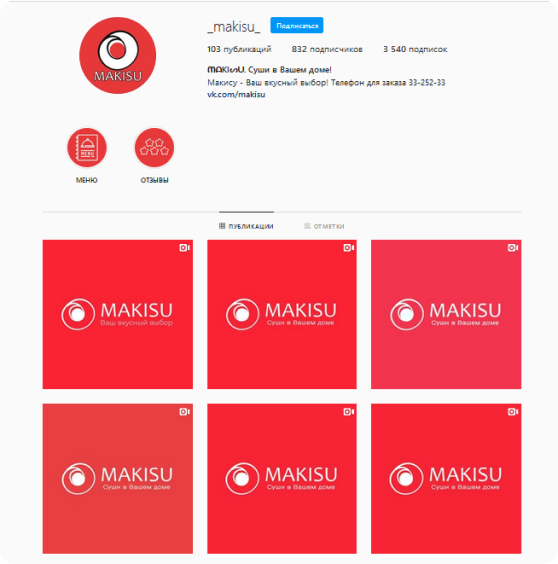 _makisu_ Подписаться
103 публикаций 832 подписчиков 3 540 подписок
MAKISU. Суши в Вашем доме!
Макису - Ваш вкусный выбор! Телефон для заказа 33-252-33
vk.com/makisu
MAKISU
MENU
МЕНЮ ОТЗЫВЫ
ПУБЛИКАЦИИ ОТМЕТКИ
MAKISU
Ваш вкусный выбор
MAKISU
Суши в Вашем доме
MAKISU
Суши в Вашем доме
MAKISU
Суши в Вашем доме
MAKISU
Суши в Вашем доме
MAKISU
Суши в Вашем доме